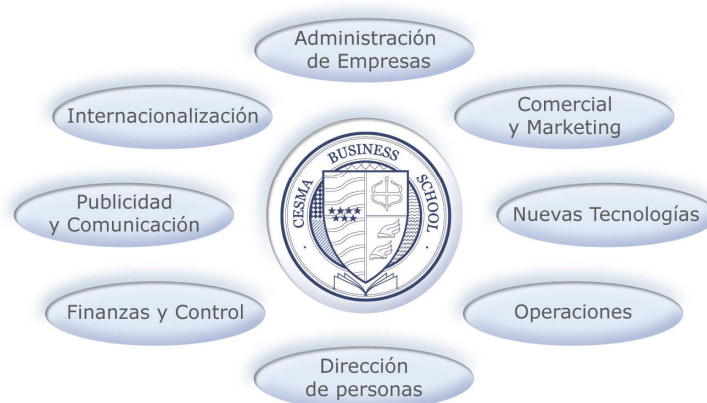 Administración
de Empresas
Internacionalización
Comercial
y Marketing
CESMA BUSINESS SCHOOL
Publicidad
y Comunicación
Nuevas Tecnologías
Finanzas y Control
Operaciones
Dirección
de personas